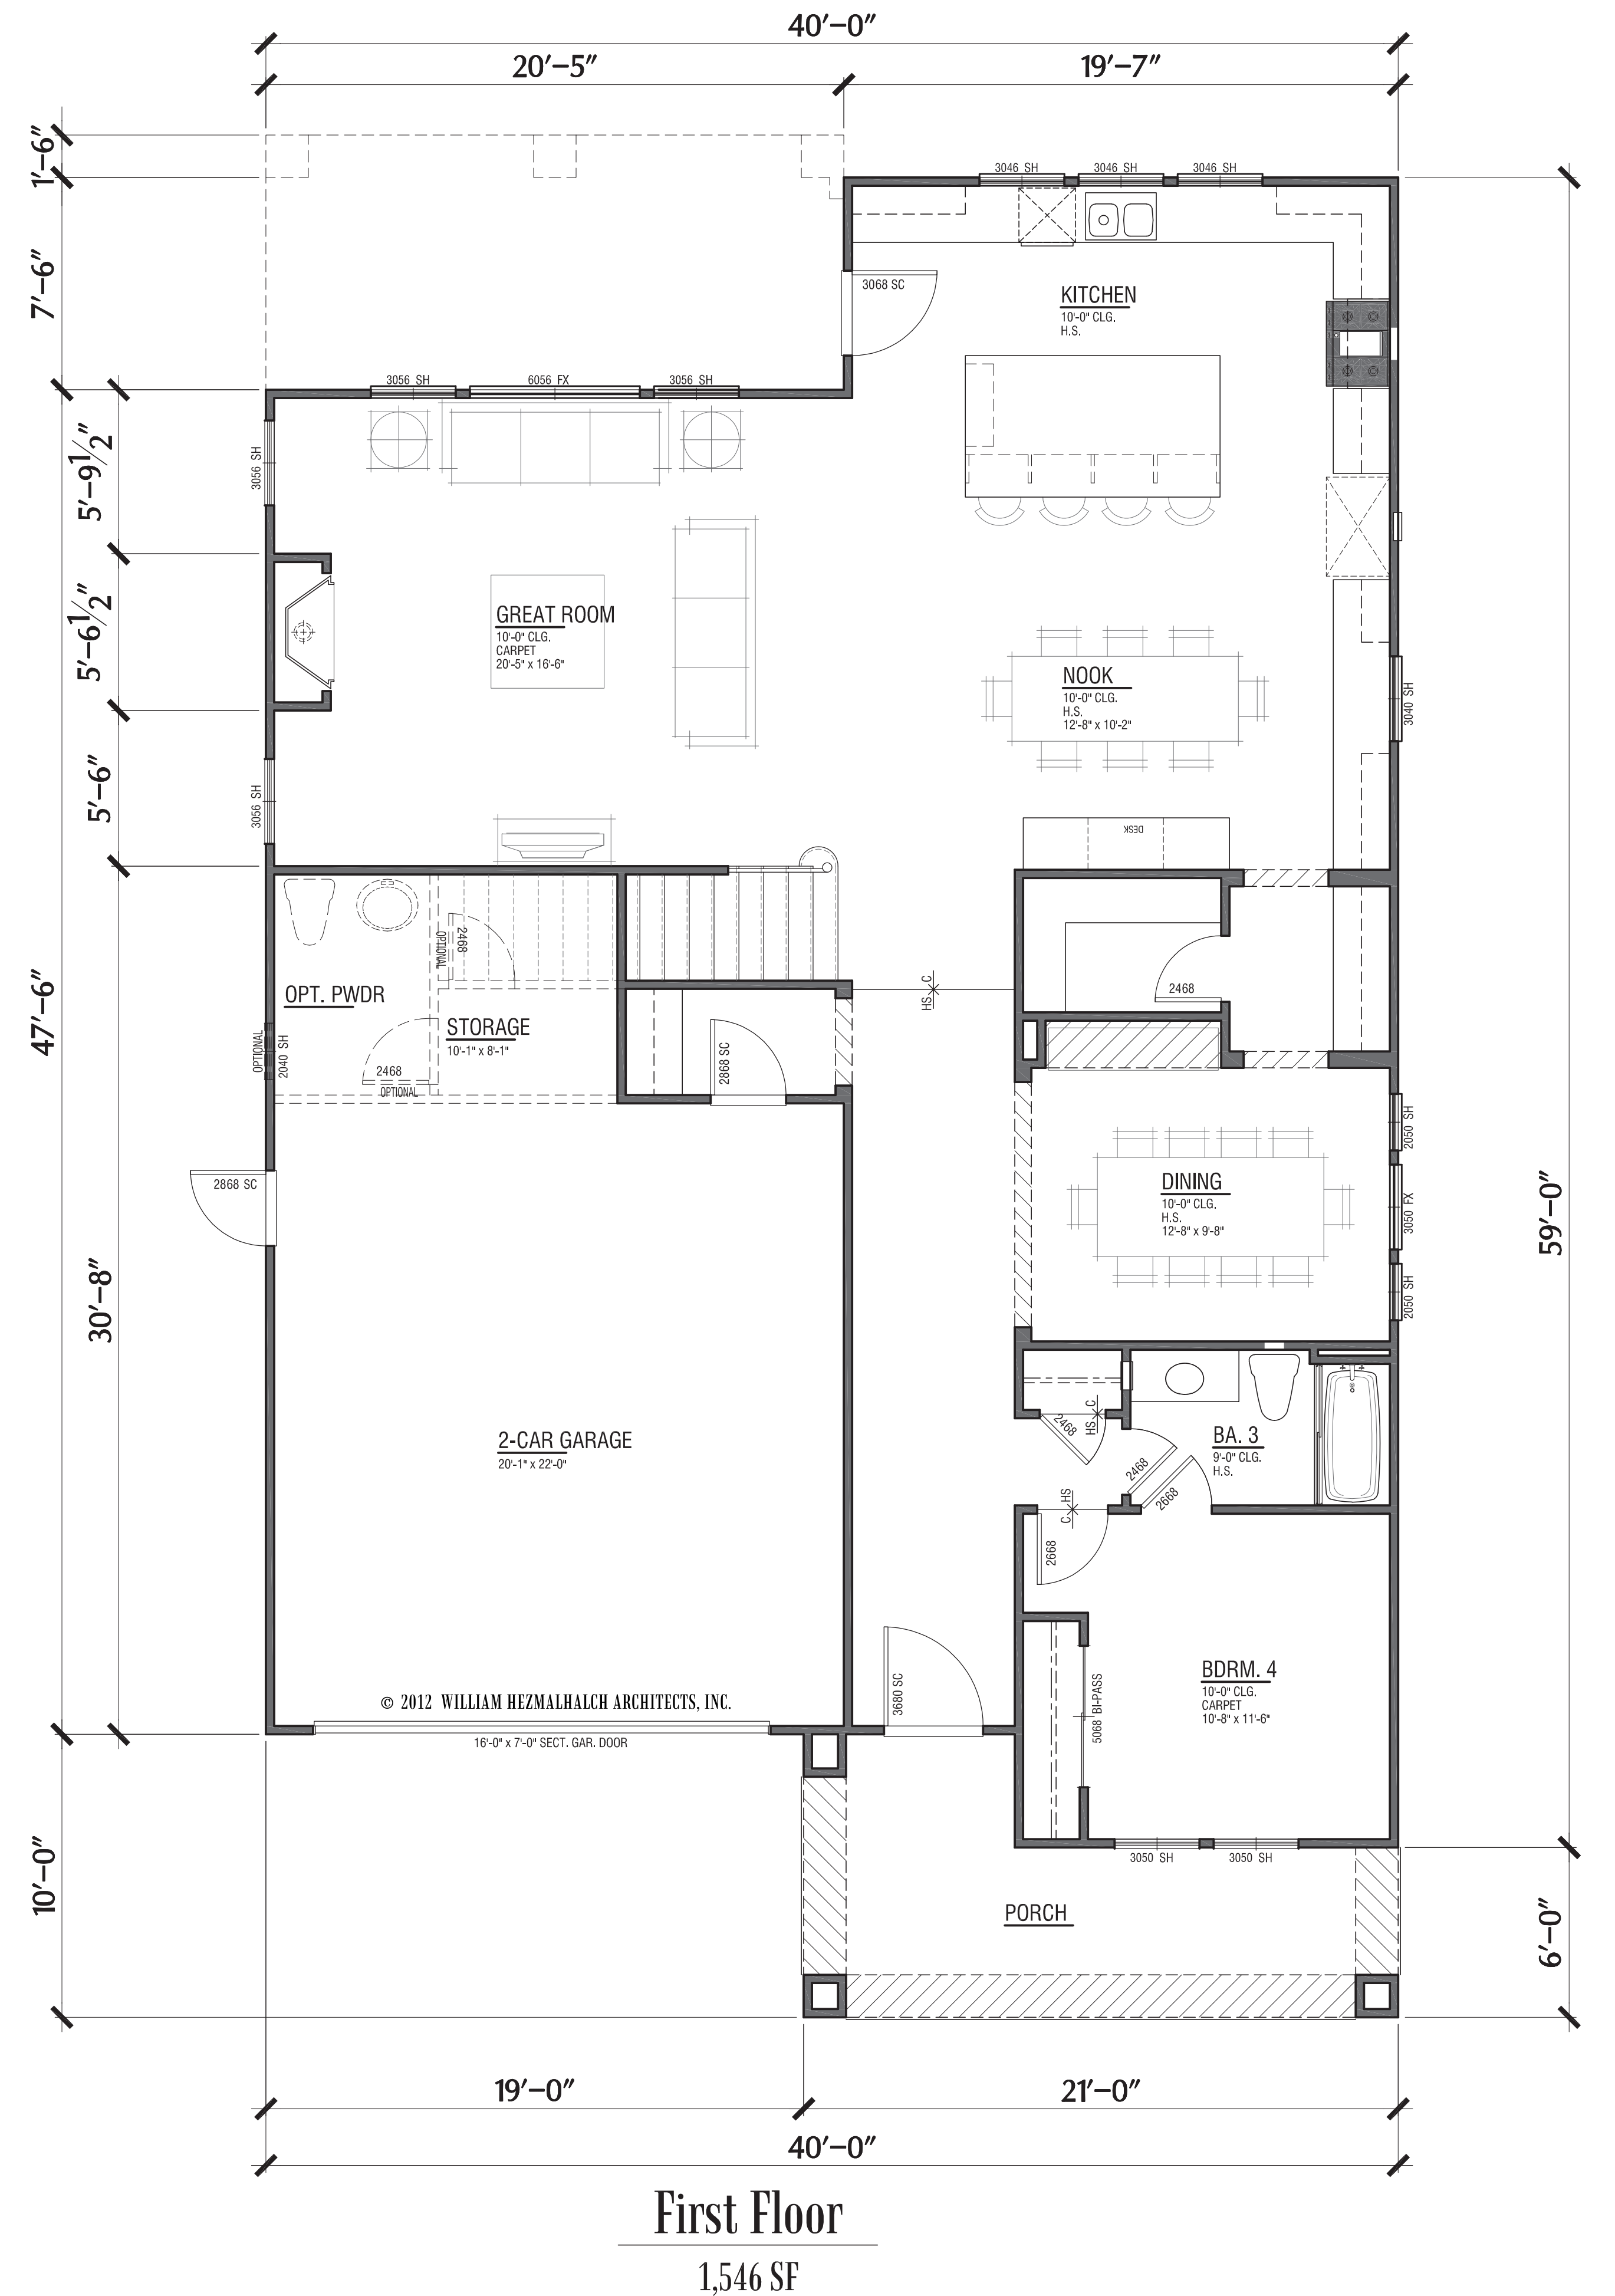 40'–0"
20'–5"
19'–7"
1'–6"
7'–6"
3046 SH
3046 SH
3046 SH
3068 SC
KITCHEN
10'-0" CLG.
H.S.
3056 SH
6056 FX
3056 SH
5'–9 1/2"
3056 SH
5'–6 1/2"
GREAT ROOM
10'-0" CLG.
CARPET
20'-5" x 16'-6"
NOOK
10'-0" CLG.
H.S.
12'-8" x 10'-2"
3040 SH
5'–6"
3056 SH
DESK
2468
OPTIONAL
OPT. PWDR
HS
C
2468
47'–6"
STORAGE
10'-1" x 8'-1"
OPTIONAL
2040 SH
2468
OPTIONAL
2868 SC
2050 SH
2868 SC
DINING
10'-0" CLG.
H.S.
12'-8" x 9'-8"
3050 FX
59'–0"
30'–8"
2050 SH
2-CAR GARAGE
20'-1" x 22'-0"
2468
HS
C
BA. 3
9'-0" CLG.
H.S.
2468
2668
C
HS
2668
BDRM. 4
10'-0" CLG.
CARPET
10'-8" x 11'-6"
3680 SC
5068 BI-PASS
© 2012 WILLIAM HEZMALHALCH ARCHITECTS, INC.
16'-0" x 7'-0" SECT. GAR. DOOR
3050 SH
3050 SH
10'–0"
PORCH
6'–0"
19'–0"
21'–0"
40'–0"
First Floor
1,546 SF